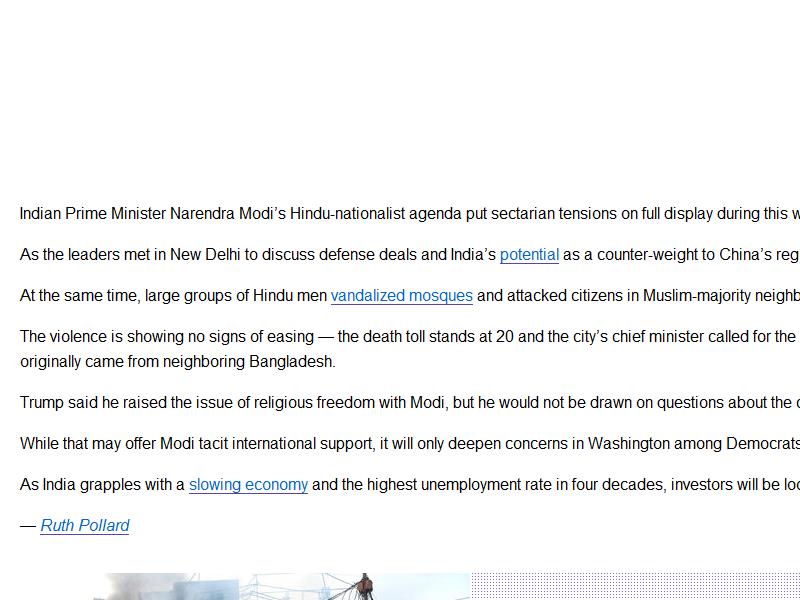 Indian Prime Minister Narendra Modi’s Hindu-nationalist agenda put sectarian tensions on full display during this
As the leaders met in New Delhi to discuss defense deals and India’s potential as a counter-weight to China’s
At the same time, large groups of Hindu men vandalized mosques and attacked citizens in Muslim-majority
The violence is showing no signs of easing — the death toll stands at 20 and the city’s chief minister called for the
originally came from neighboring Bangladesh.
Trump said he raised the issue of religious freedom with Modi, but he would not be drawn on questions about the
While that may offer Modi tacit international support, it will only deepen concerns in Washington among Democrats
As India grapples with a slowing economy and the highest unemployment rate in four decades, investors will be
— Ruth Pollard